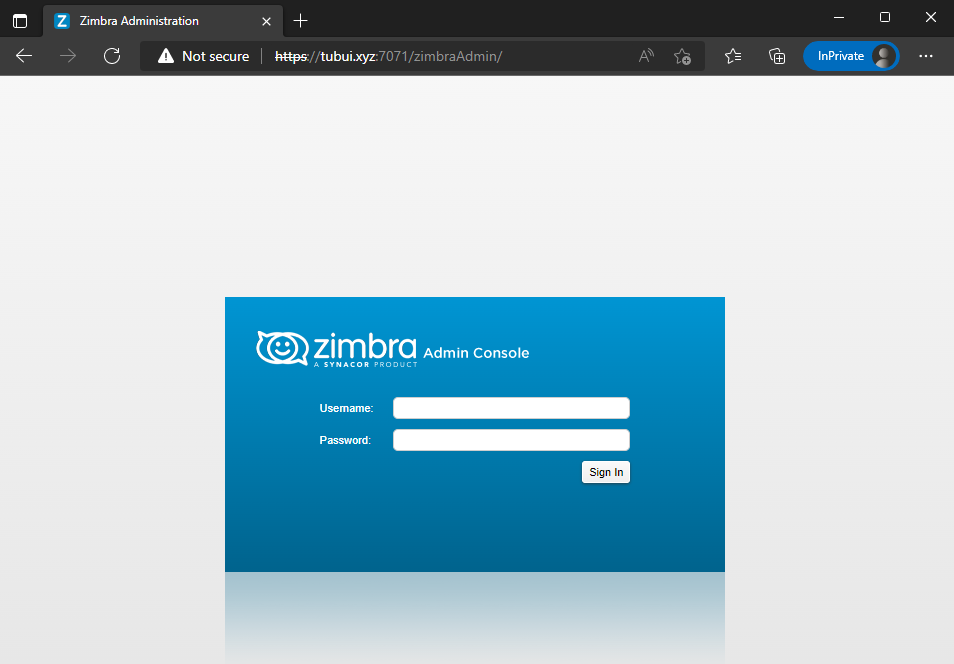 Zimbra Administration
Not secure
https://tubui.xyz:7071/zimbraAdmin/
InPrivate
zimbra Admin Console
A SYNACOR PRODUCT
Username:
Password:
Sign In